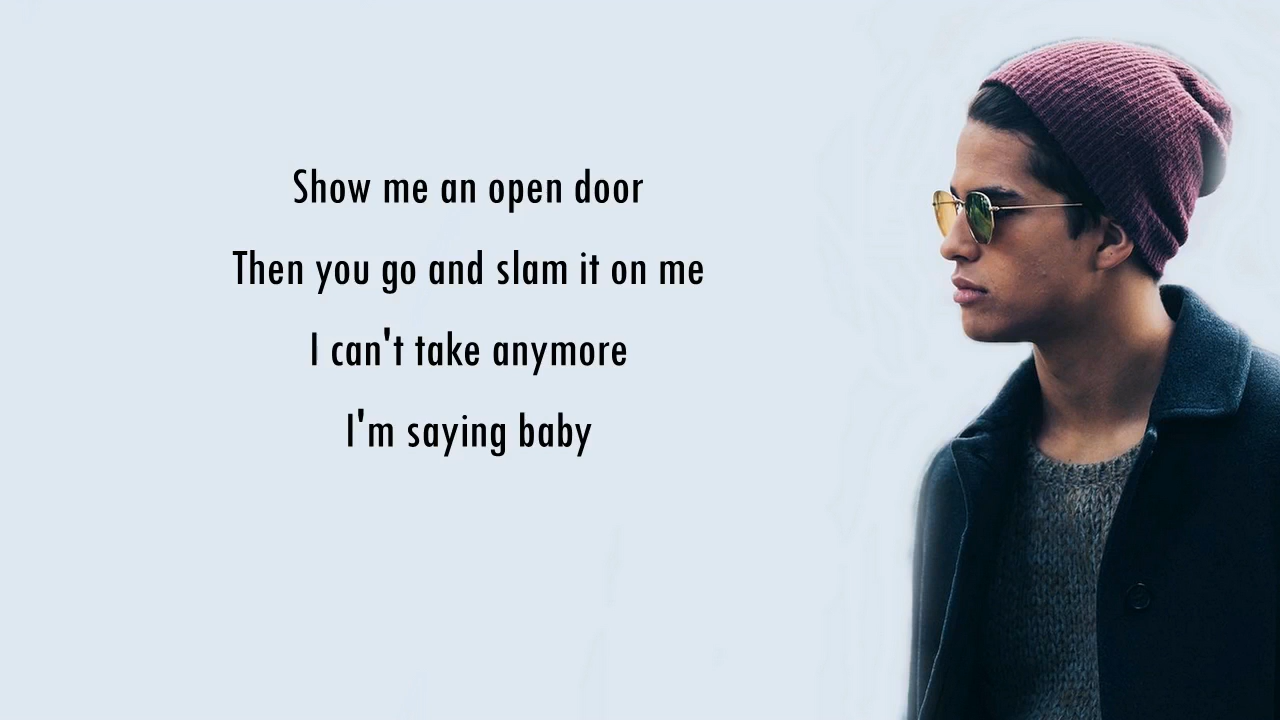 Show me an open door
Then you go and slam it on me
I can't take anymore
I'm saying baby